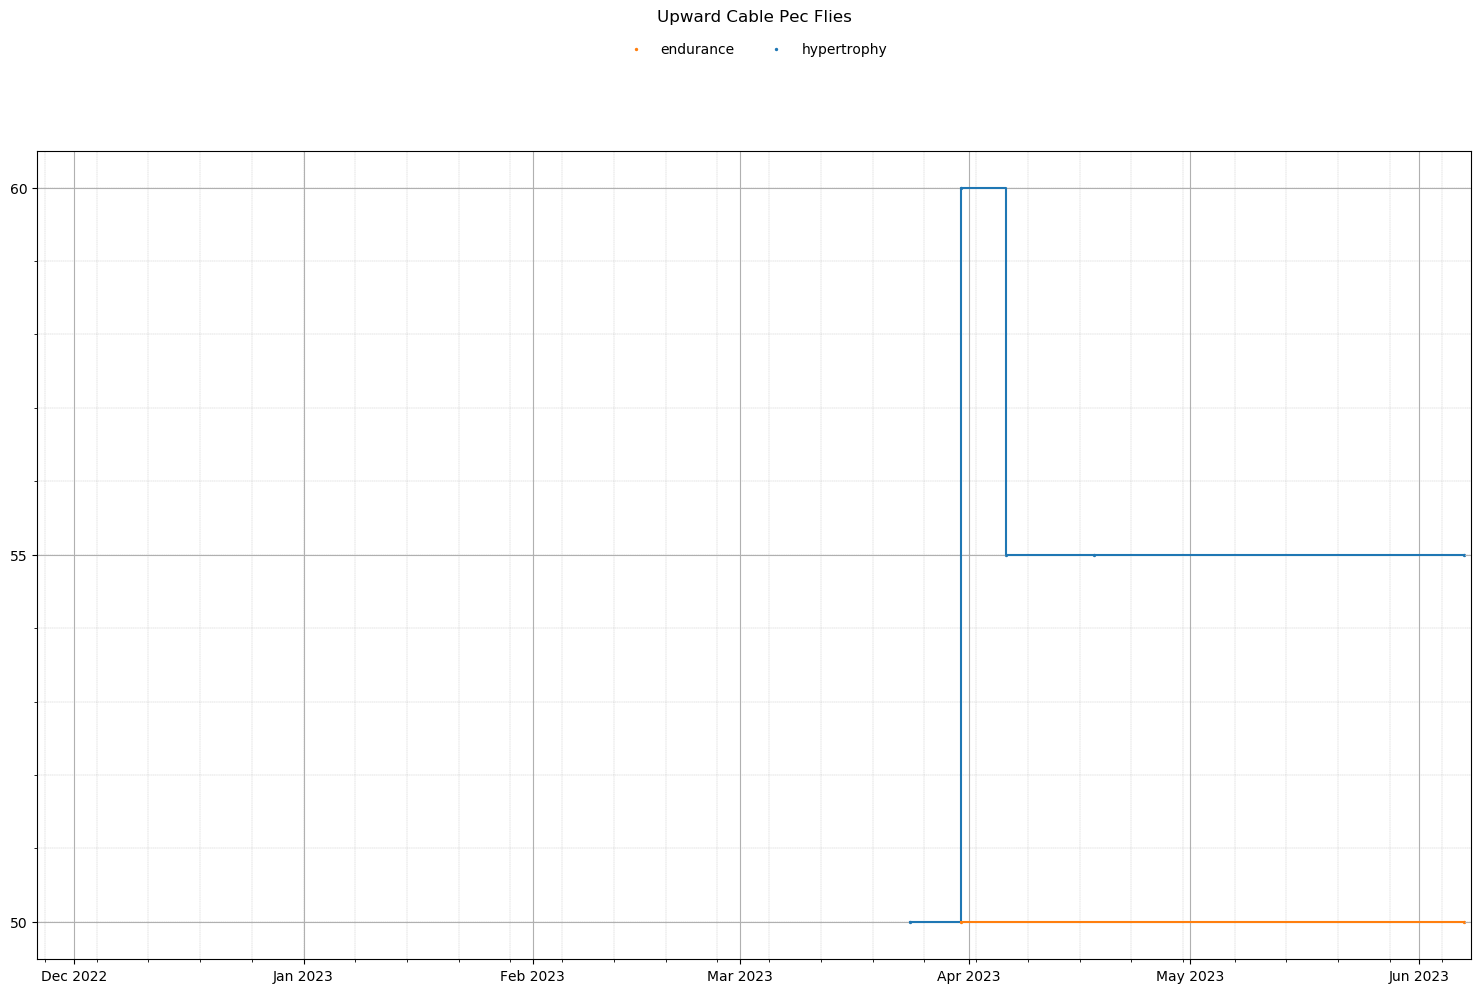 Upward Cable Pec Flies
endurance hypertrophy
60
55
50
Dec 2022 Jan 2023 Feb 2023 Mar 2023 Apr 2023 May 2023 Jun 2023